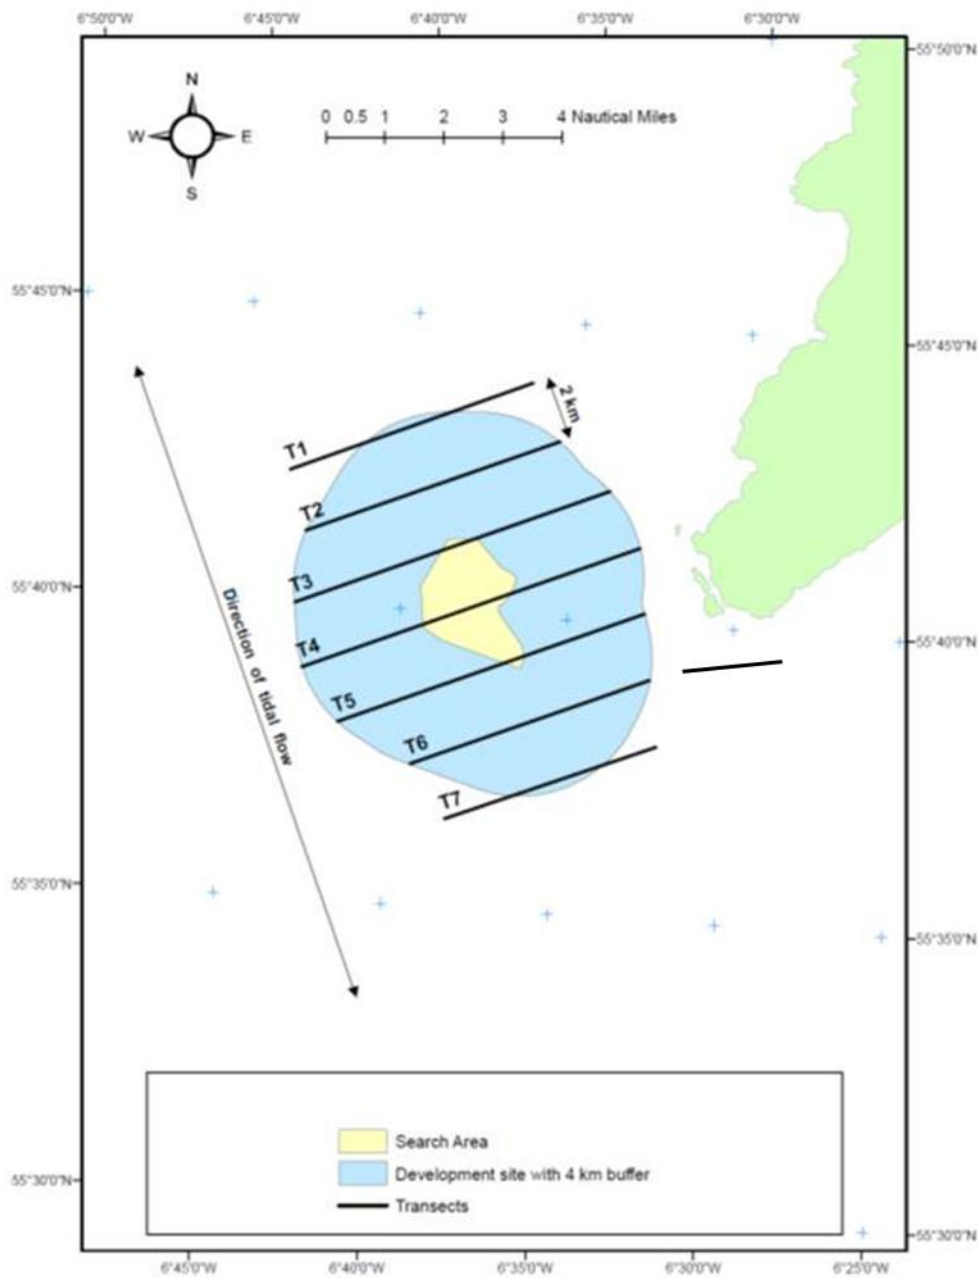 6°50'0"W 6°45'0"W 6°40'0"W 6°35'0"W 6°30'0"W
55°50'0"N
N
W E
S
0 0.5 1 2 3 4 Nautical Miles
55°45'0"N
55°45'0"N
2 km
T1
T2
T3
T4
T5
T6
T7
Direction of tidal flow
55°40'0"N
55°40'0"N
55°35'0"N
55°35'0"N
Search Area
Development site with 4 km buffer
Transects
55°30'0"N
55°30'0"N
6°45'0"W 6°40'0"W 6°35'0"W 6°30'0"W 6°25'0"W